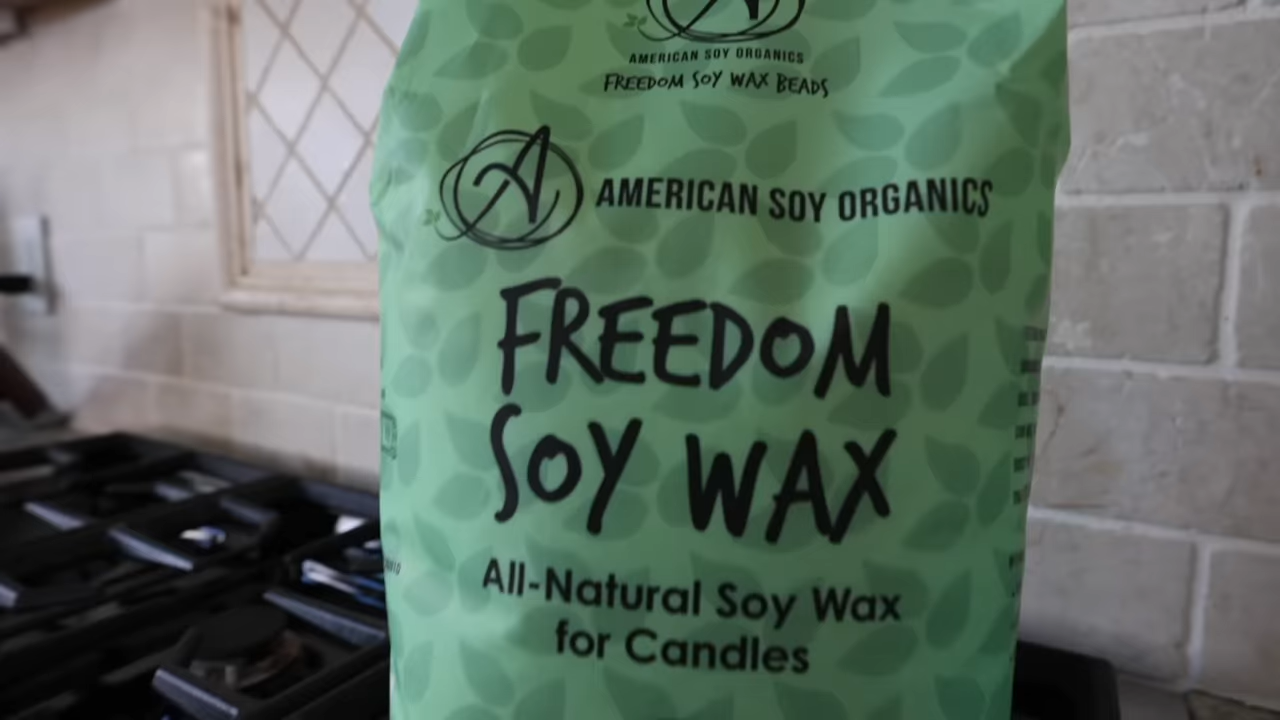 AMERICAN SOY ORGANICS
FREEDOM SOY WAX BEADS
AMERICAN SOY ORGANICS
FREEDOM
SOY WAX
All-Natural Soy Wax
for Candles